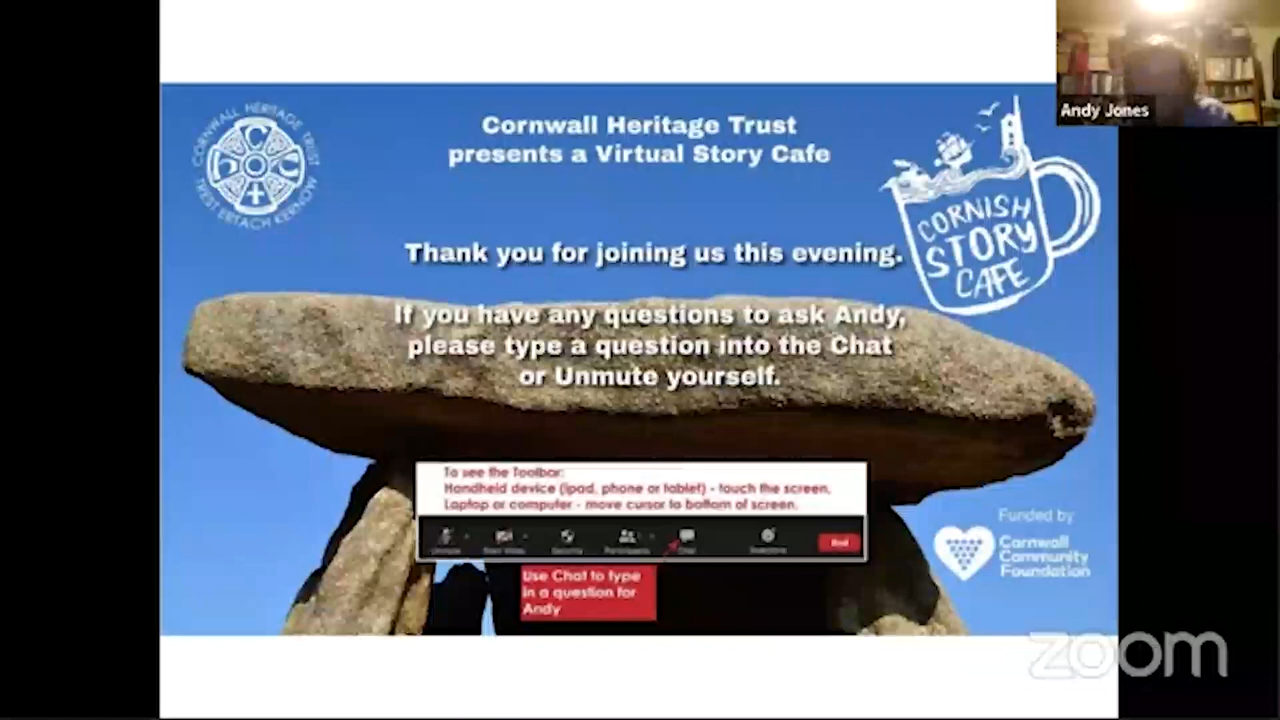 Andy Jones
CORNWALL HERITAGE TRUST
TREST ERTACH KERNOW
Cornwall Heritage Trust
presents a Virtual Story Cafe
CORNISH
STORY
CAFE
Thank you for joining us this evening.
If you have any questions to ask Andy,
please type a question into the Chat
or Unmute yourself.
To see the Toolbar:
Handheld device (ipad, phone or tablet) - touch the screen.
Laptop or computer - move cursor to bottom of screen.
End
Use Chat to type
in a question for
Andy
Funded by
Cornwall
Community
Foundation
zoom